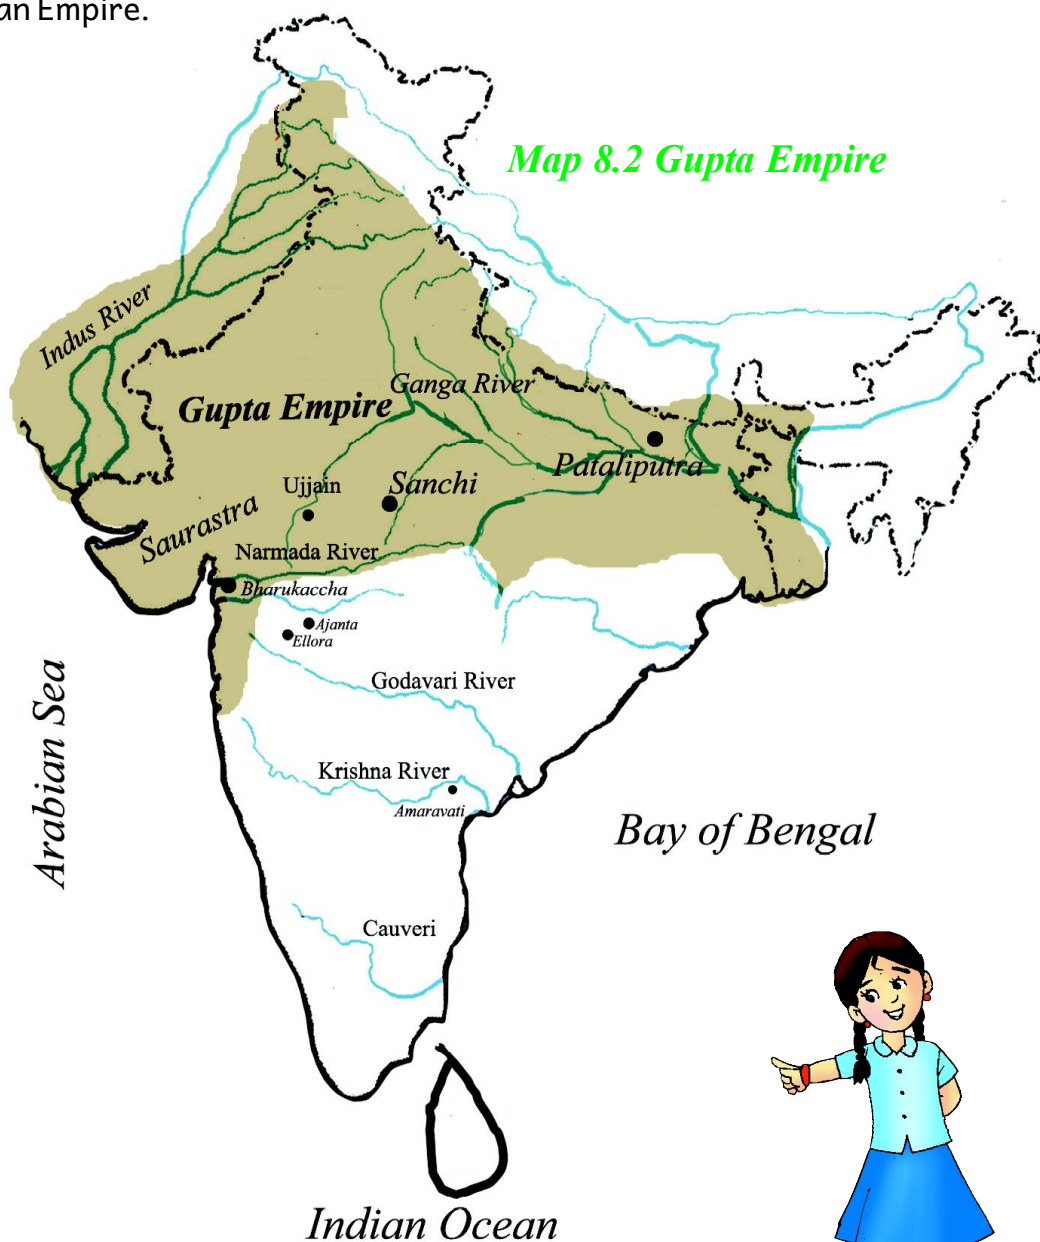 an Empire.
Map 8.2 Gupta Empire
Indus River
Ganga River
Gupta Empire
Pataliputra
Sanchi
Ujjain
Saurastra
Narmada River
Bharukaccha
Ajanta
Ellora
Godavari River
Arabian Sea
Krishna River
Amaravati
Bay of Bengal
Cauveri
Indian Ocean